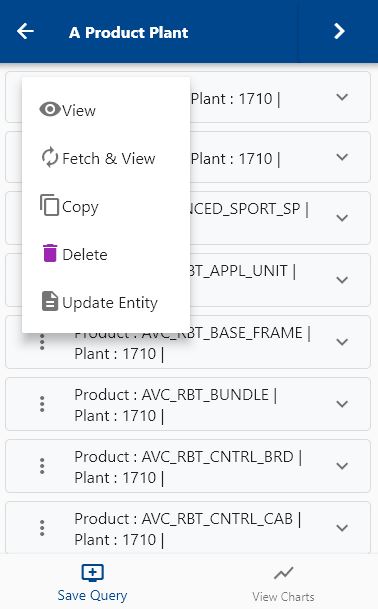 A Product Plant
View
Fetch & View
Copy
Delete
Update Entity
Plant : 1710 |
Plant : 1710 |
NCED_SPORT_SP |
BT_APPL_UNIT |
Product : AVC_RBT_BASE_FRAME |
Plant : 1710 |
Product : AVC_RBT_BUNDLE |
Plant : 1710 |
Product : AVC_RBT_CNTRL_BRD |
Plant : 1710 |
Product : AVC_RBT_CNTRL_CAB |
Plant : 1710 |
Save Query
View Charts